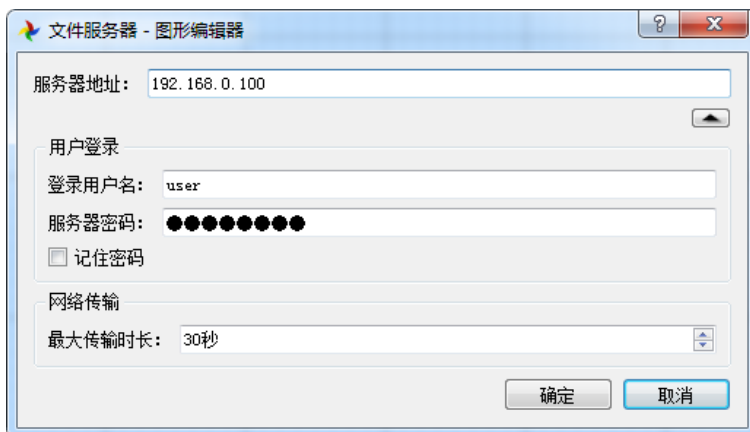 文件服务器 - 图形编辑器
服务器地址: 192.168.0.100
用户登录
登录用户名: user
服务器密码: ●●●●●●●●
记住密码
网络传输
最大传输时长: 30秒
确定 取消